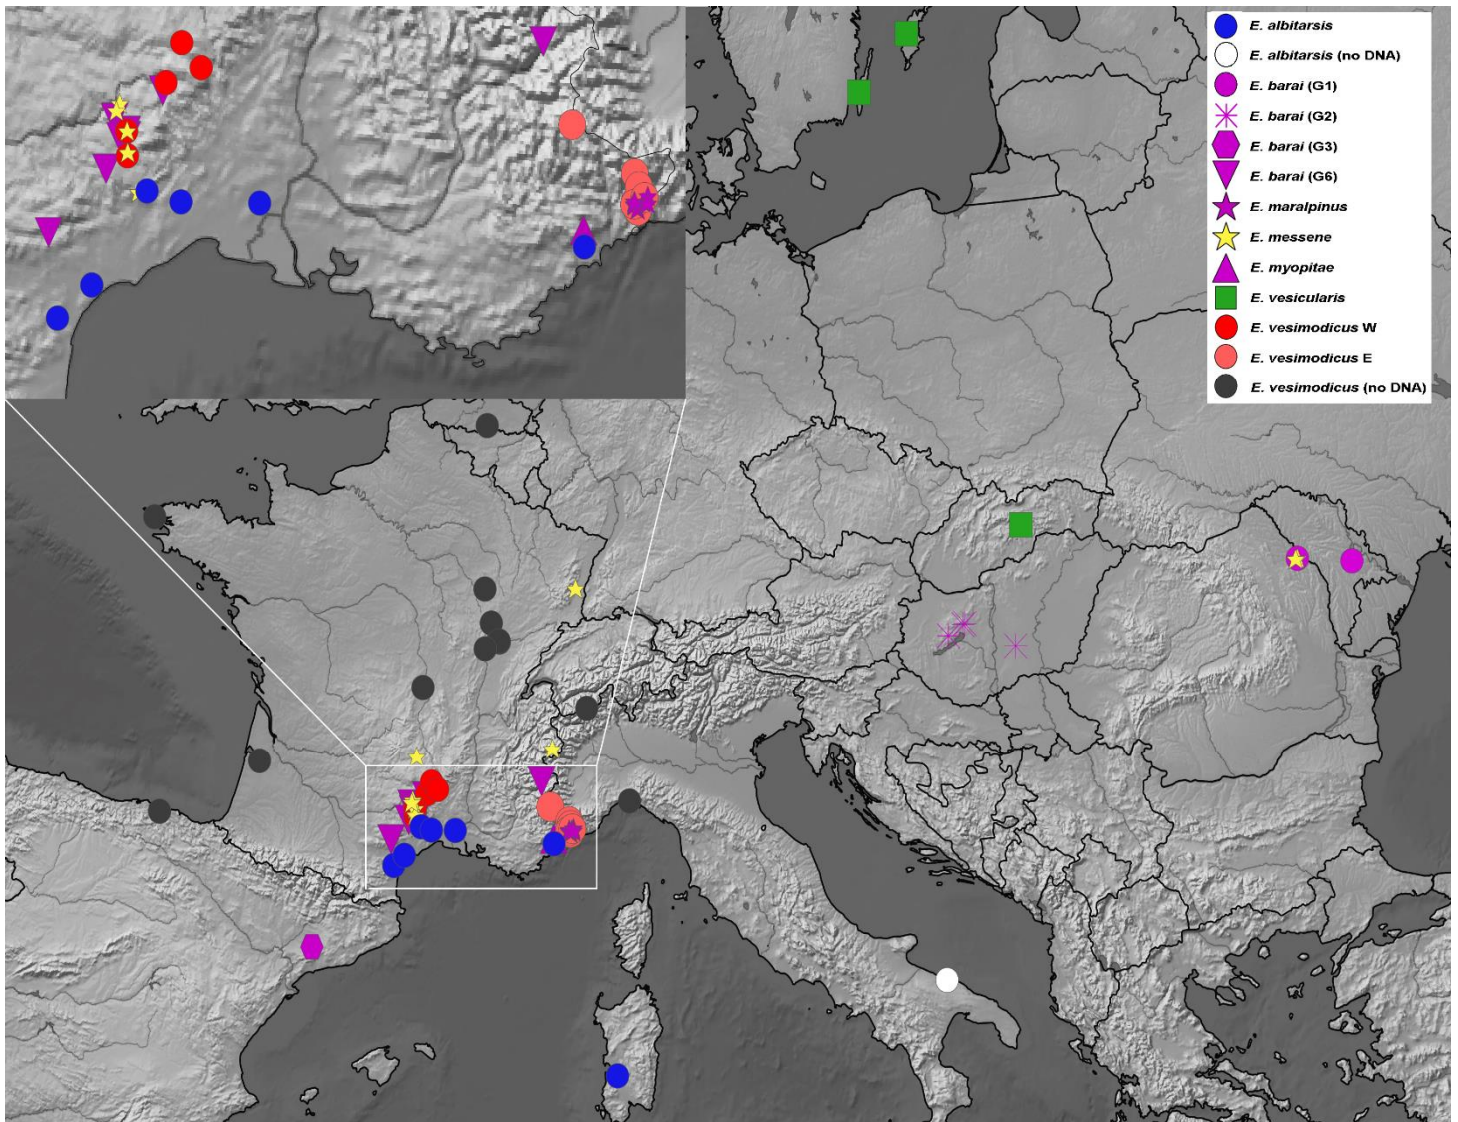 E. albitarsis
E. albitarsis (no DNA)
E. barai (G1)
E. barai (G2)
E. barai (G3)
E. barai (G6)
E. maralpinus
E. messene
E. myopitae
E. vesicularis
E. vesimodicus W
E. vesimodicus E
E. vesimodicus (no DNA)